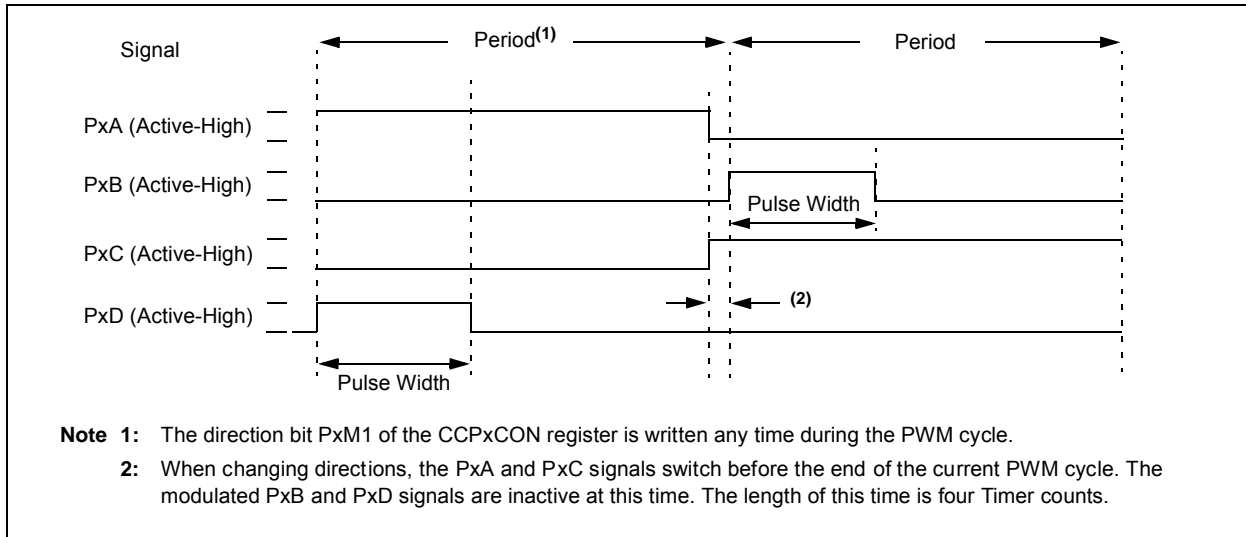 Signal
Period(1)
Period
PxA (Active-High)
PxB (Active-High)
Pulse Width
PxC (Active-High)
(2)
PxD (Active-High)
Pulse Width
Note 1: The direction bit PxM1 of the CCPxCON register is written any time during the PWM cycle.
2: When changing directions, the PxA and PxC signals switch before the end of the current PWM cycle. The
modulated PxB and PxD signals are inactive at this time. The length of this time is four Timer counts.